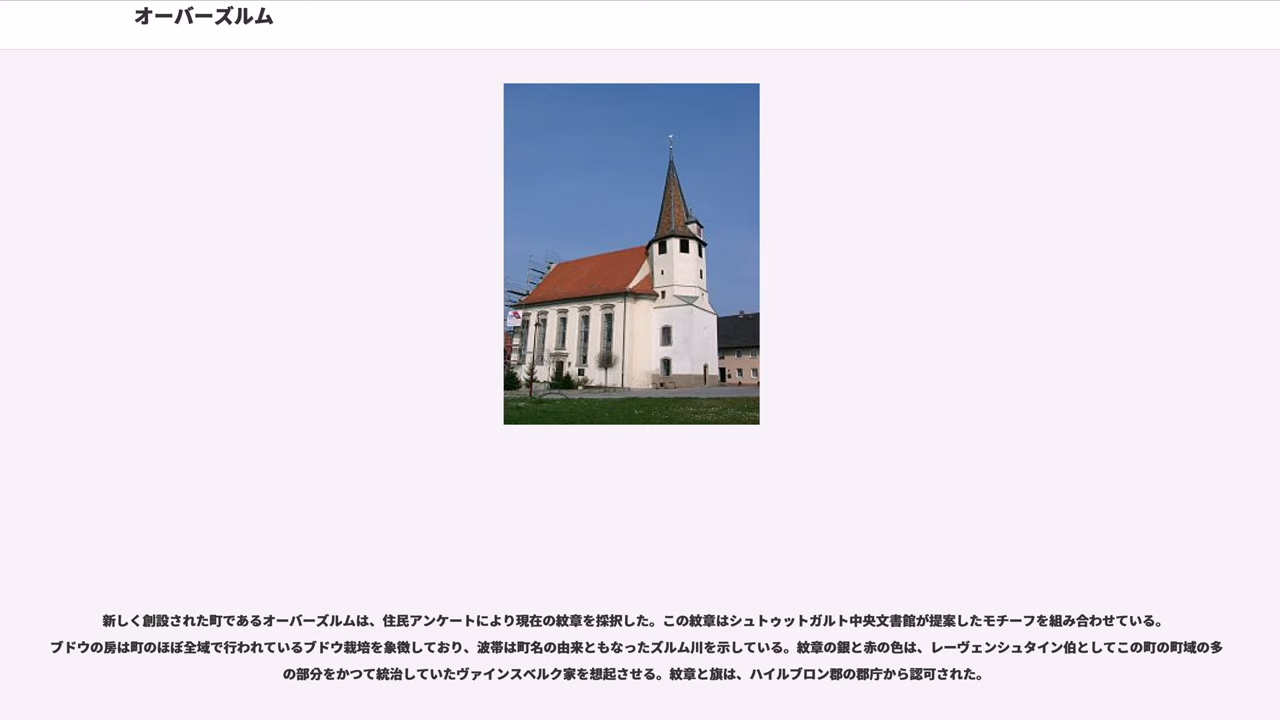 オーバーズルム
新しく創設された町であるオーバーズルムは、住民アンケートにより現在の紋章を採択した。この紋章はシュトゥットガルト中央文書館が提案したモチーフを組み合わせている。
ブドウの房は町のほぼ全域で行われているブドウ栽培を象徴しており、波帯は町名の由来ともなったズルム川を示している。紋章の銀と赤の色は、レーヴェンシュタイン伯としてこの町の町域の多
の部分をかつて統治していたヴァインスベルク家を想起させる。紋章と旗は、ハイルブロン郡の郡庁から認可された。